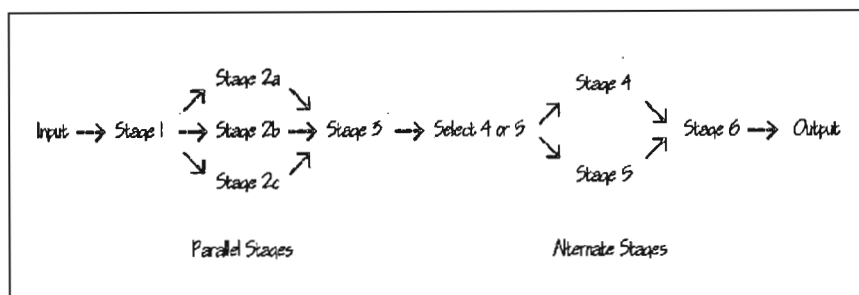 Stage 2a
Stage 4
Input → Stage 1 → Stage 2b → Stage 3 → Select 4 or 5
Stage 6 → Output
Stage 2c
Stage 5
Parallel Stages
Alternate Stages